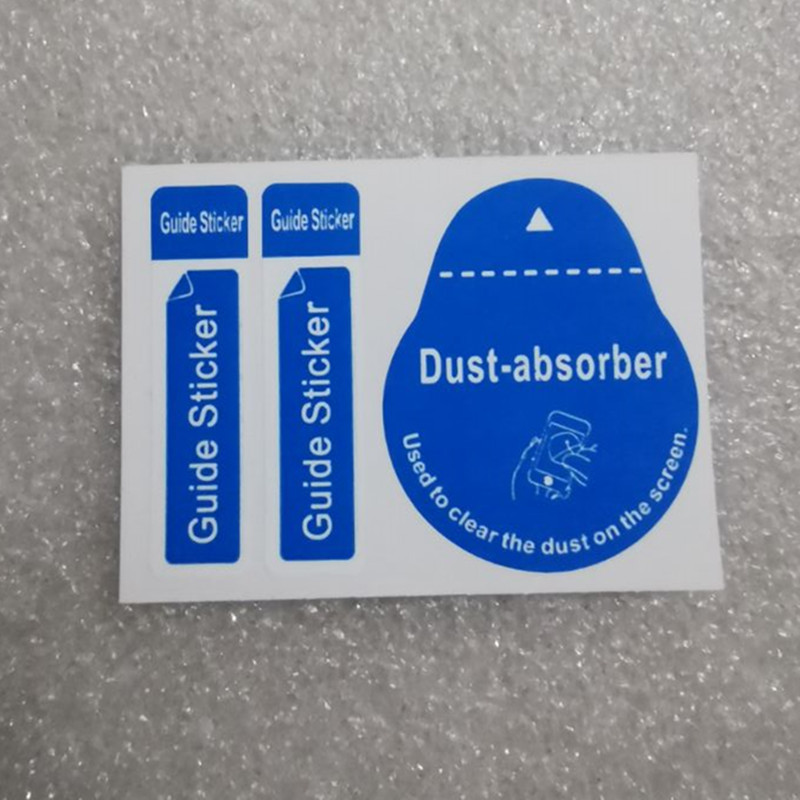 Guide Sticker
Guide Sticker
Guide Sticker
Guide Sticker
Dust-absorber
Used to clear the dust on the screen.